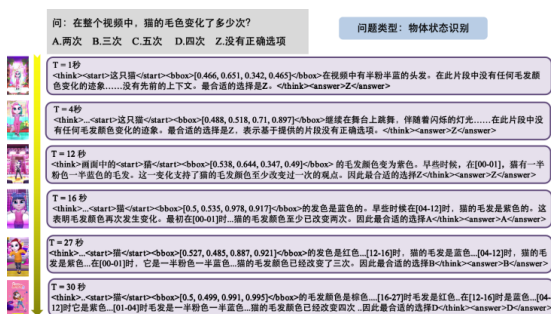 问：在整个视频中，猫的毛色变化了多少次？
A.两次 B.三次 C.五次 D.四次 Z.没有正确选项
问题类型：物体状态识别
T = 1秒
<think><start>这只猫</start><bbox>[0.466, 0.651, 0.342, 0.465]</bbox>在视频中有半粉半蓝的头发。在此片段中没有任何毛发颜
色变化的迹象……没有先前的上下文。最合适的选择是Z。</think><answer>Z</answer>
T = 4秒
<think>...<start>这只猫</start><bbox>[0.488, 0.518, 0.71, 0.897]</bbox>继续在舞台上跳舞，伴随着闪烁的灯光……在此片段中没
有任何毛发颜色变化的迹象。最合适的选择是Z，表示基于提供的片段没有正确选项。</think><answer>Z</answer>
T = 12 秒
<think>画面中的<start>猫</start><bbox>[0.538, 0.644, 0.347, 0.49]</bbox> 的毛发颜色变为紫色。早些时候，在[00-01]，猫有一半
粉色一半蓝色的毛发。这一变化支持了猫的毛发颜色至少改变过一次的观点。因此最合适的选择Z</think><answer>Z</answer>
T = 16 秒
<think>..<start>猫</start><bbox>[0.5, 0.535, 0.978, 0.917]</bbox>的发色是蓝色的。早些时候在[04-12]时，猫的毛发是紫色的。这
表明毛发颜色再次发生变化。最初在[00-01]时...猫的毛发颜色至少已改变两次。因此最合适的选择A</think><answer>A</answer>
T = 27 秒
<think>...<start>猫</start><bbox>[0.527, 0.485, 0.887, 0.921]</bbox>的发色是红色...[12-16]时，猫的毛发是蓝色...[04-12]时，猫的毛
发是紫色...在[00-01]时，它是一半粉色一半蓝色...猫的毛发颜色已经改变了三次。因此最合适的选择B</think><answer>B</answer>
T = 30 秒
<think>..<start>猫</start><bbox>[0.5, 0.499, 0.991, 0.995]</bbox>的毛发颜色是棕色....[16-27]时毛发是红色..在[12-16]时是蓝色...[04-
12]时它是紫色...[01-04]时毛发是一半粉色一半蓝色...猫的毛发颜色已经改变四次 ..因此最合适的选择D</think><answer>D</answer>